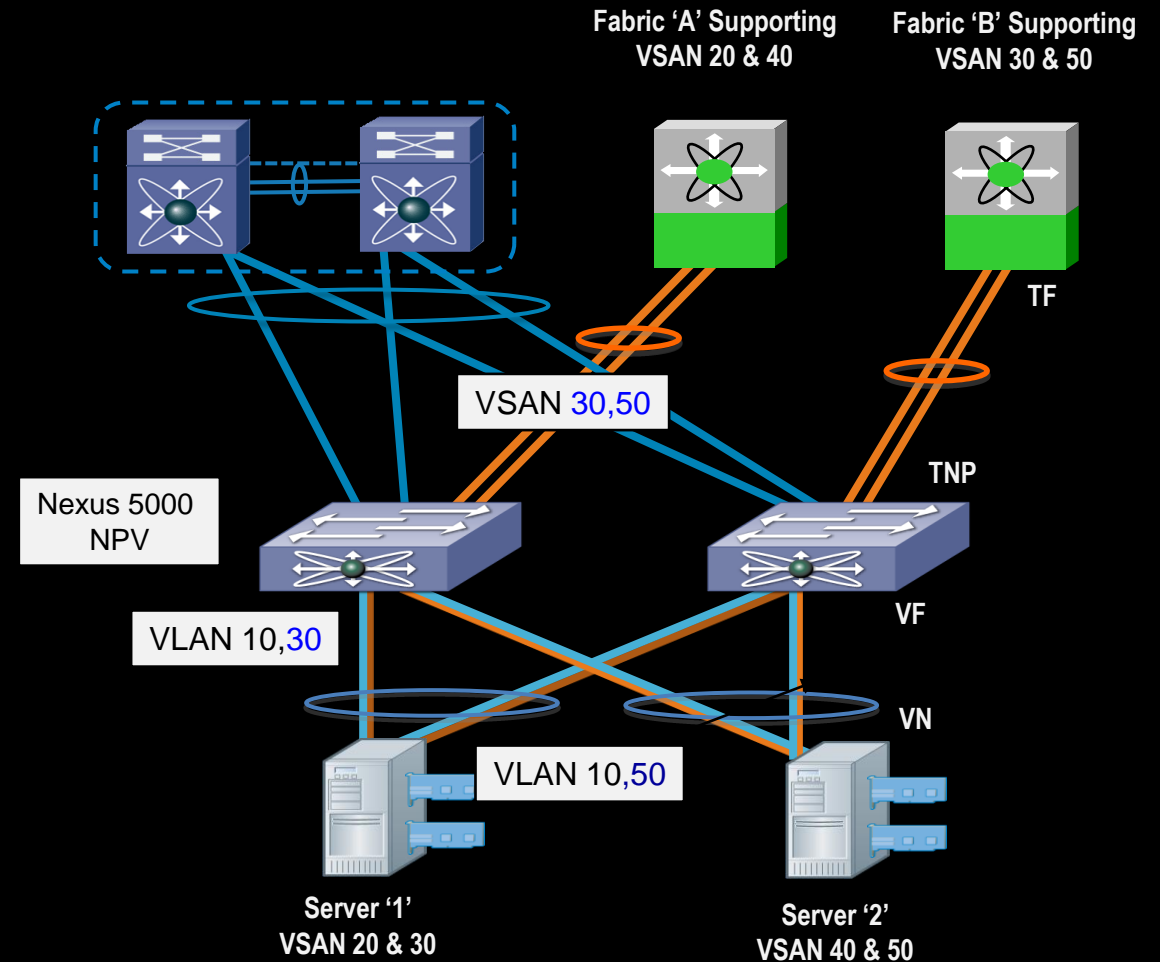 Fabric ‘A’ Supporting
VSAN 20 & 40
Fabric ‘B’ Supporting
VSAN 30 & 50
TF
VSAN 30,50
TNP
Nexus 5000
NPV
VF
VLAN 10,30
VN
VLAN 10,50
Server ‘1’
VSAN 20 & 30
Server ‘2’
VSAN 40 & 50